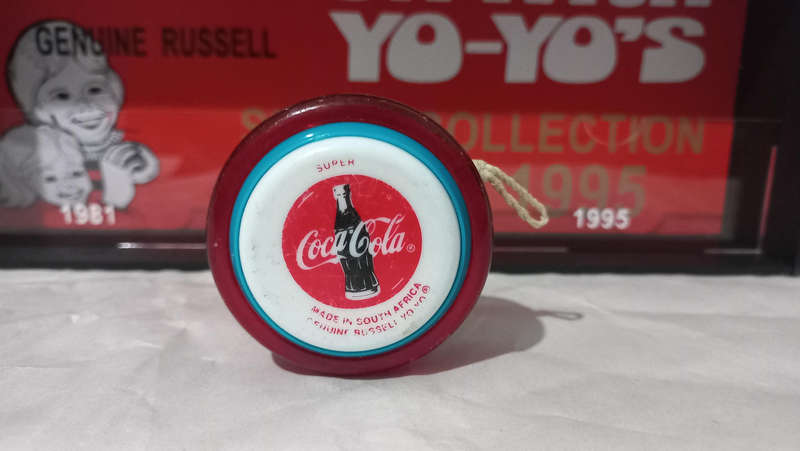 GENUINE RUSSELL
YO-YO'S
COLLECTION
1995
1981
1995
SUPER
Coca-Cola®
MADE IN SOUTH AFRICA
GENUINE RUSSELL YO YO®